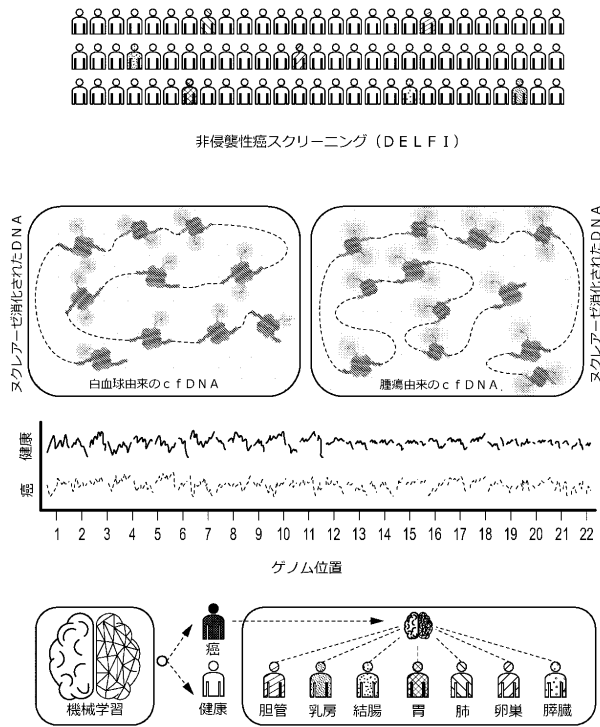 非侵襲性癌スクリーニング（ＤＥＬＦＩ）
ヌクレアーゼ消化されたＤＮＡ
白血球由来のｃｆＤＮＡ
腫瘍由来のｃｆＤＮＡ
ヌクレアーゼ消化されたＤＮＡ
健康
癌
1 2 3 4 5 6 7 8 9 10 11 12 13 14 15 16 17 18 19 20 21 22
ゲノム位置
機械学習
癌
健康
胆管 乳房 結腸 胃 肺 卵巣 膵臓